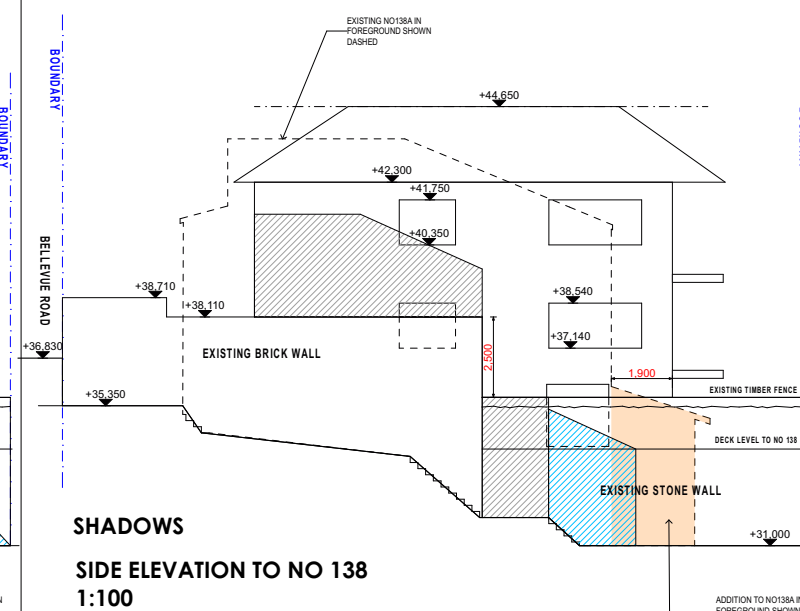 EXISTING NO138A IN
FOREGROUND SHOWN
DASHED
BOUNDARY
BOUNDARY
+44,650
+42,300
+41,750
+40,350
BELLEVUE ROAD
+38,710
+38,110
+38,540
+37,140
+36,830
EXISTING BRICK WALL
2,500
1,900
+35,350
EXISTING TIMBER FENCE
DECK LEVEL TO NO 138
EXISTING STONE WALL
SHADOWS
+31,000
SIDE ELEVATION TO NO 138
1:100
ADDITION TO NO138A IN
FOREGROUND SHOWN